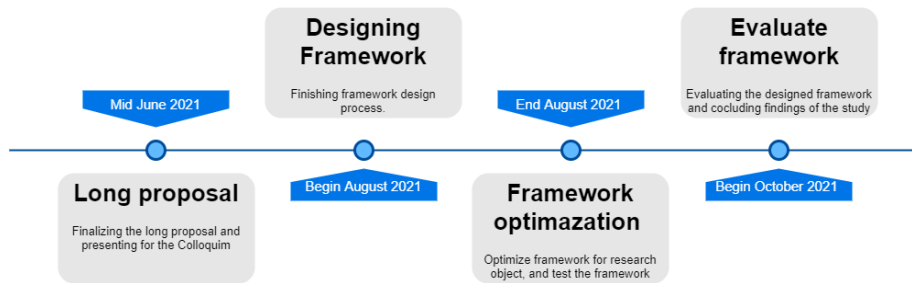 Mid June 2021
Long proposal
Finalizing the long proposal and
presenting for the Colloquim
Designing
Framework
Finishing framework design
process.
Begin August 2021
End August 2021
Framework
optimazation
Optimize framework for research
object, and test the framework
Evaluate
framework
Evaluating the designed framework
and cocluding findings of the study
Begin October 2021